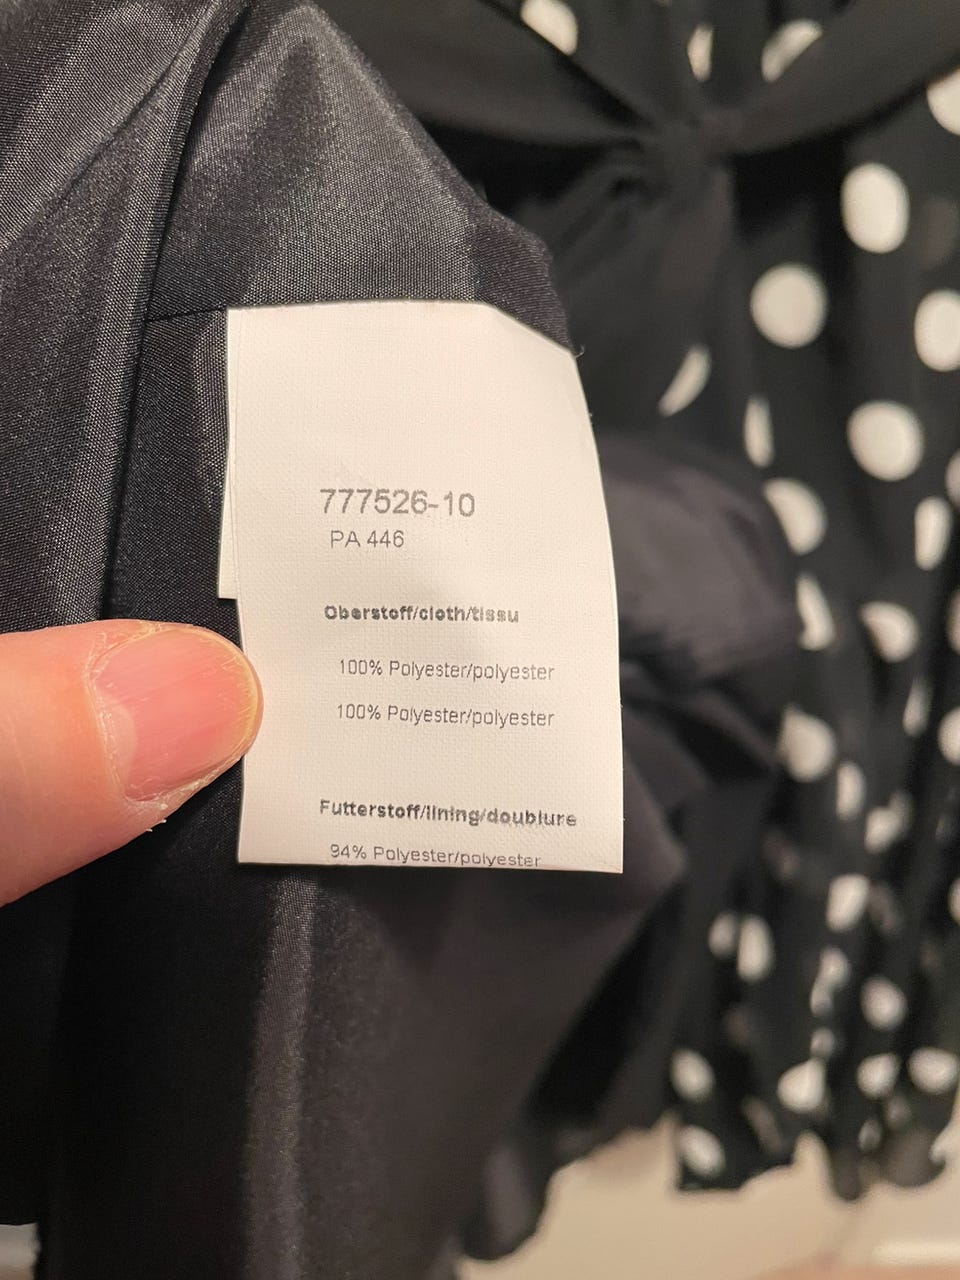 777526-10
PA 446
Oberstoff/cloth/tissu
100% Polyester/polyester
100% Polyester/polyester
Futterstoff/lining/doublure
94% Polyester/polyester